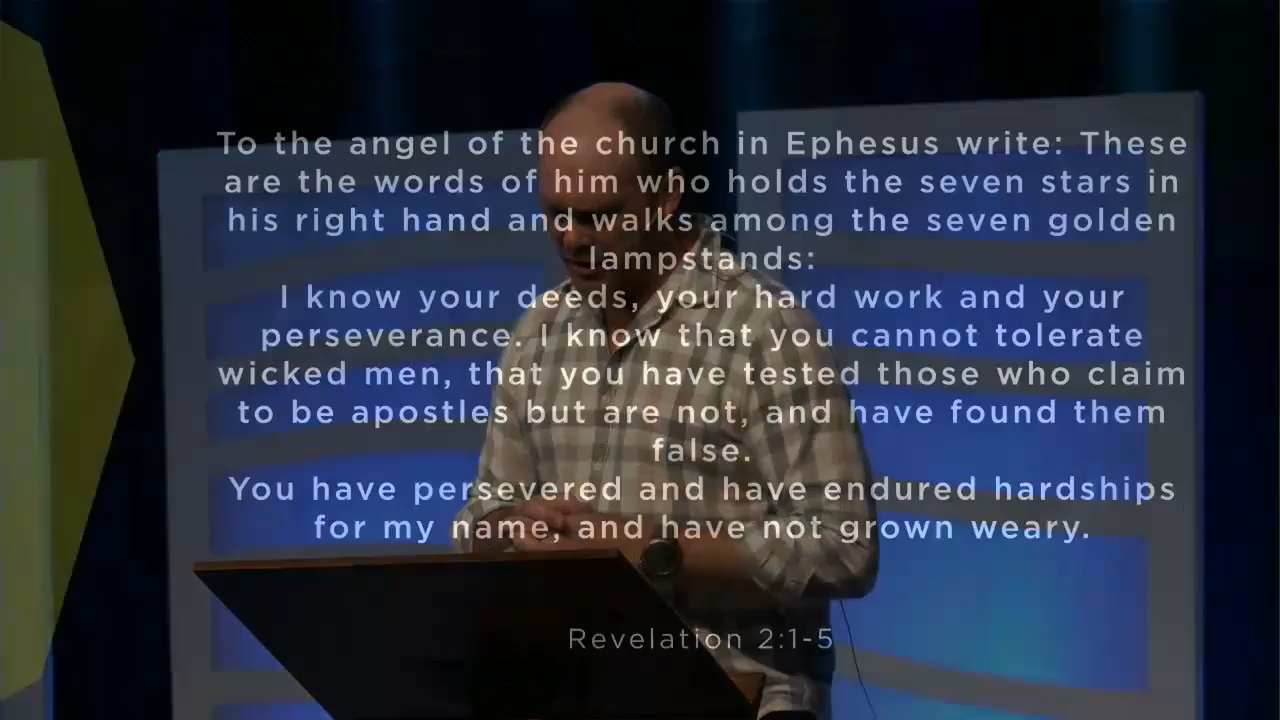 To the angel of the church in Ephesus write: These
are the words of him who holds the seven stars in
his right hand and walks among the seven golden
lampstands:
I know your deeds, your hard work and your
perseverance. I know that you cannot tolerate
wicked men, that you have tested those who claim
to be apostles but are not, and have found them
false.
You have persevered and have endured hardships
for my name, and have not grown weary.
Revelation 2:1-5